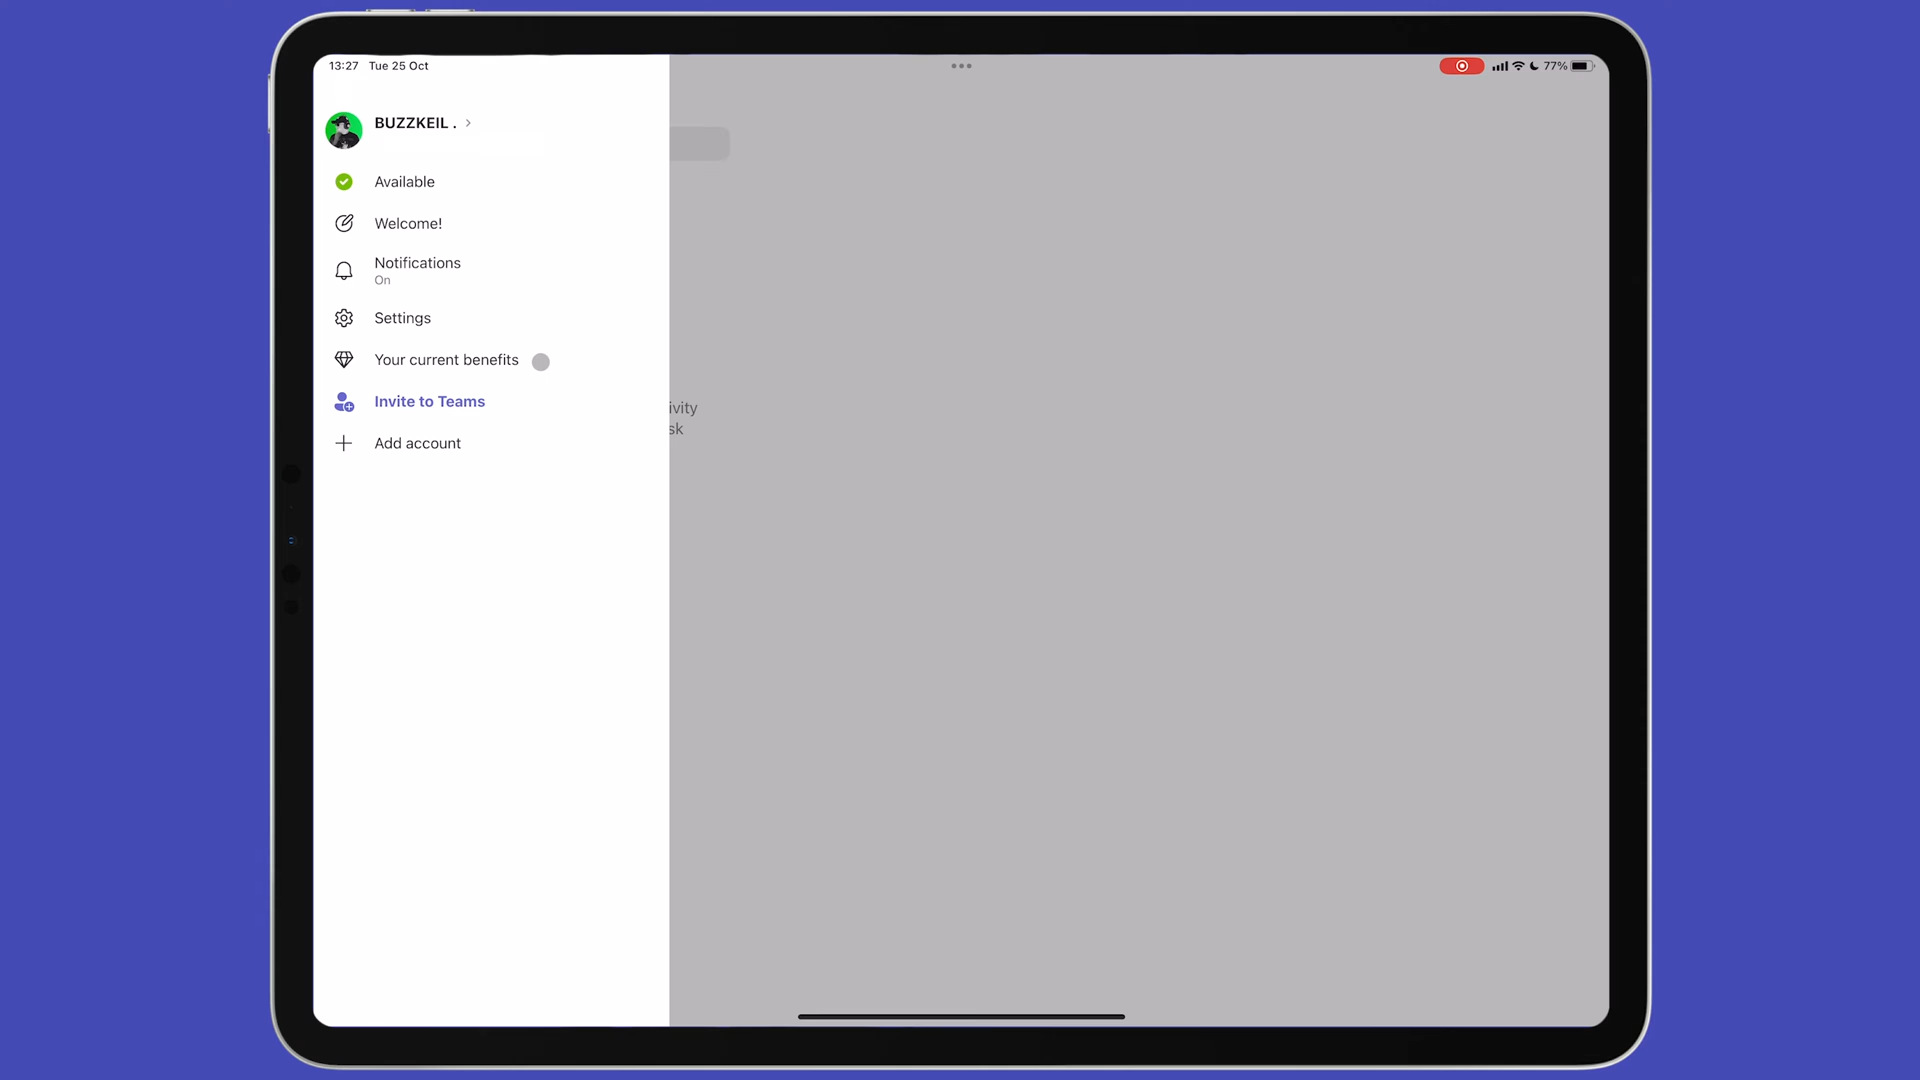 13:27 Tue 25 Oct
77%
BUZZKEIL .
Available
Welcome!
Notifications
On
Settings
Your current benefits
Invite to Teams
Add account
ivity
sk